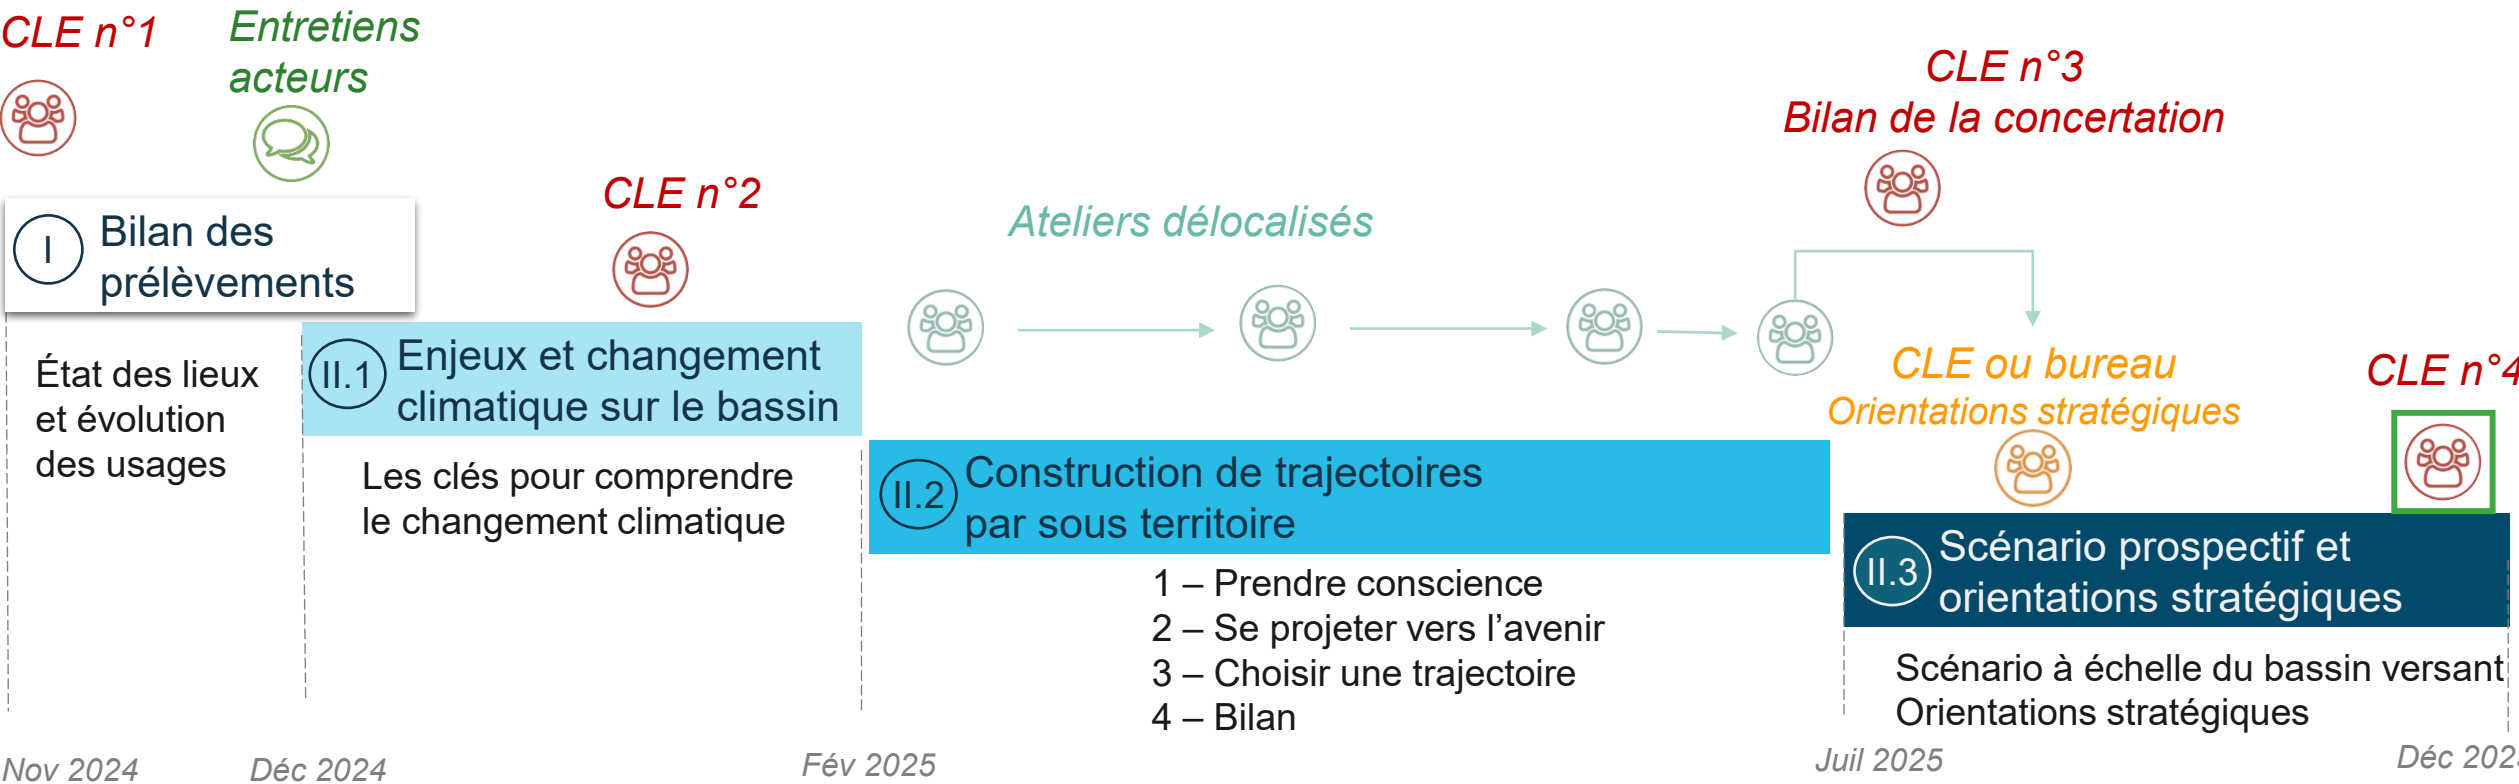 CLE n°1
Entretiens
acteurs
CLE n°3
Bilan de la concertation
CLE n°2
Ateliers délocalisés
I
Bilan des
prélèvements
II.1
Enjeux et changement
climatique sur le bassin
CLE ou bureau
Orientations stratégiques
CLE n°4
État des lieux
et évolution
des usages
Les clés pour comprendre
le changement climatique
II.2
Construction de trajectoires
par sous territoire
II.3
Scénario prospectif et
orientations stratégiques
1 – Prendre conscience
2 – Se projeter vers l’avenir
3 – Choisir une trajectoire
4 – Bilan
Scénario à échelle du bassin versant
Orientations stratégiques
Nov 2024
Déc 2024
Fév 2025
Juil 2025
Déc 202